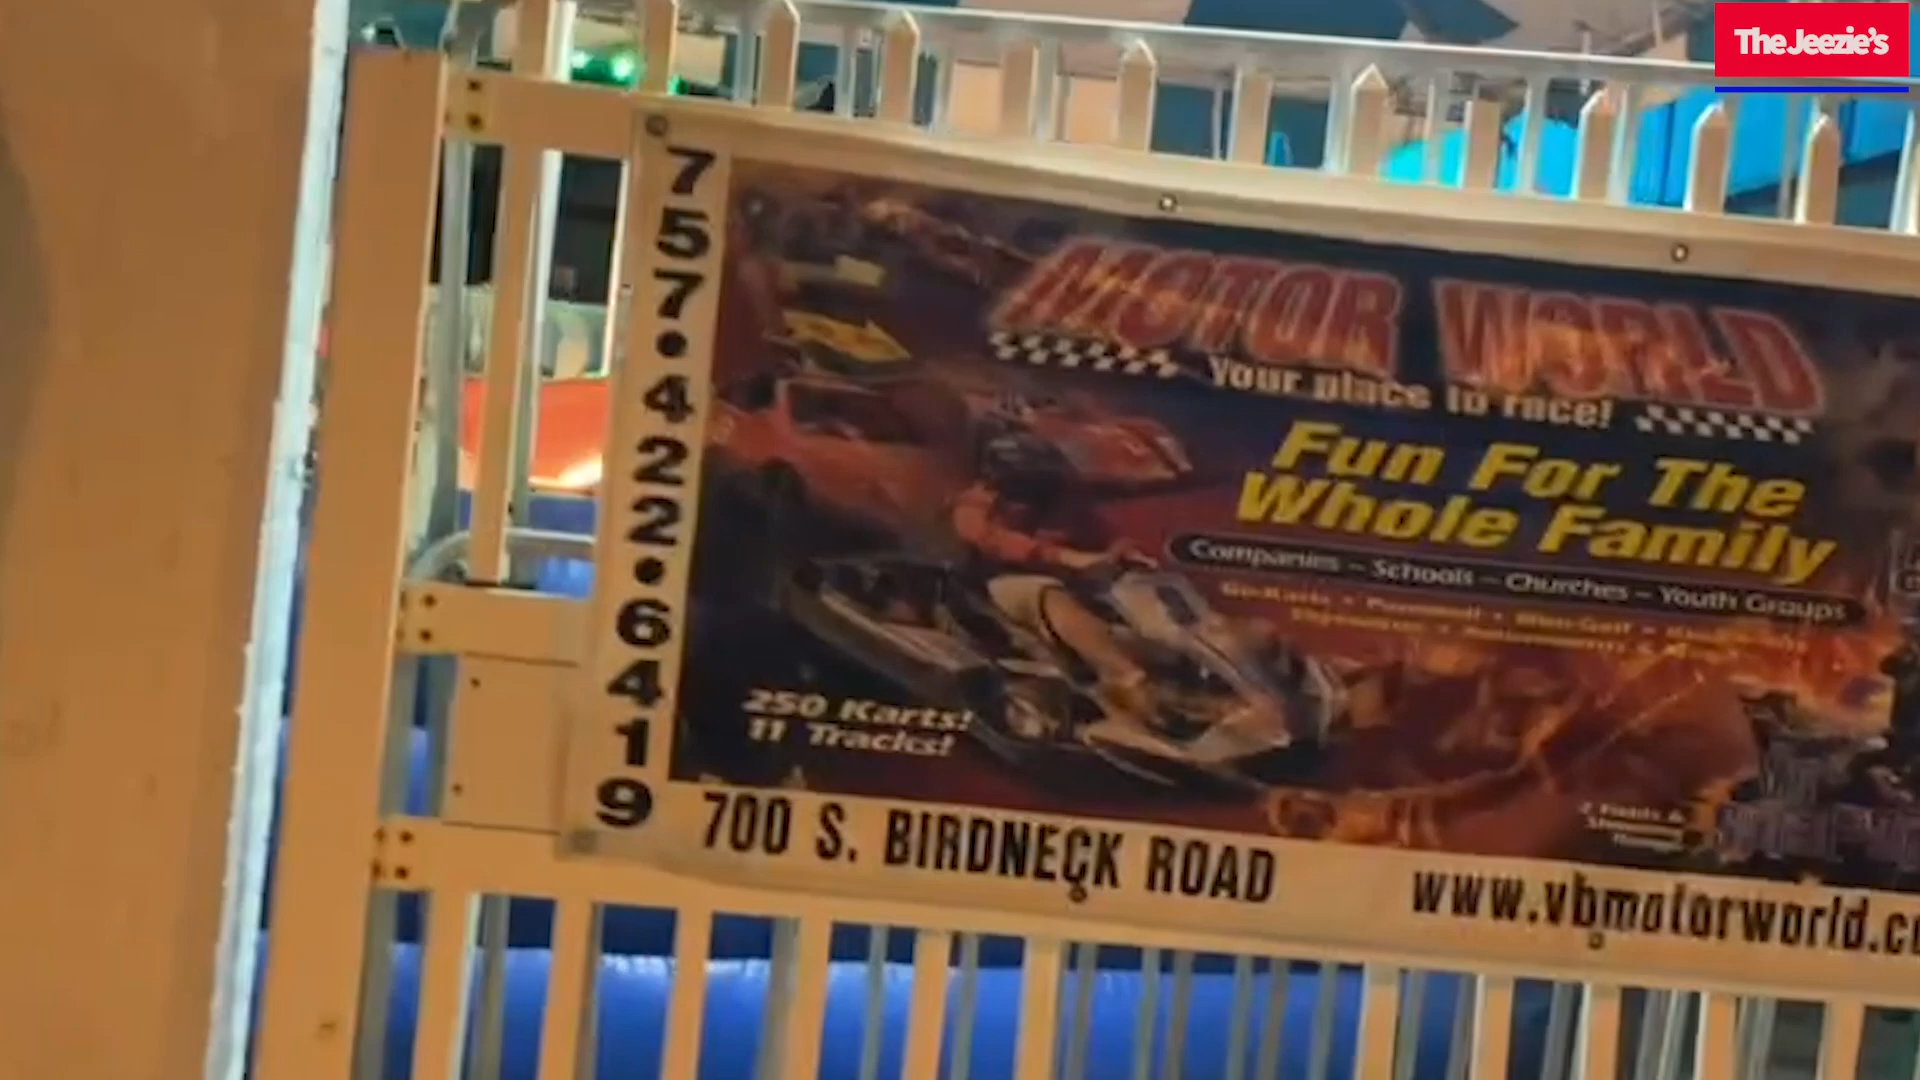 The Jeezie's
757•422•6419
MOTOR WORLD
Your place to race!
Fun For The
Whole Family
Companies – Schools – Churches – Youth Groups
250 Karts!
11 Tracks!
700 S. BIRDNECK ROAD
www.vbmotorworld.co